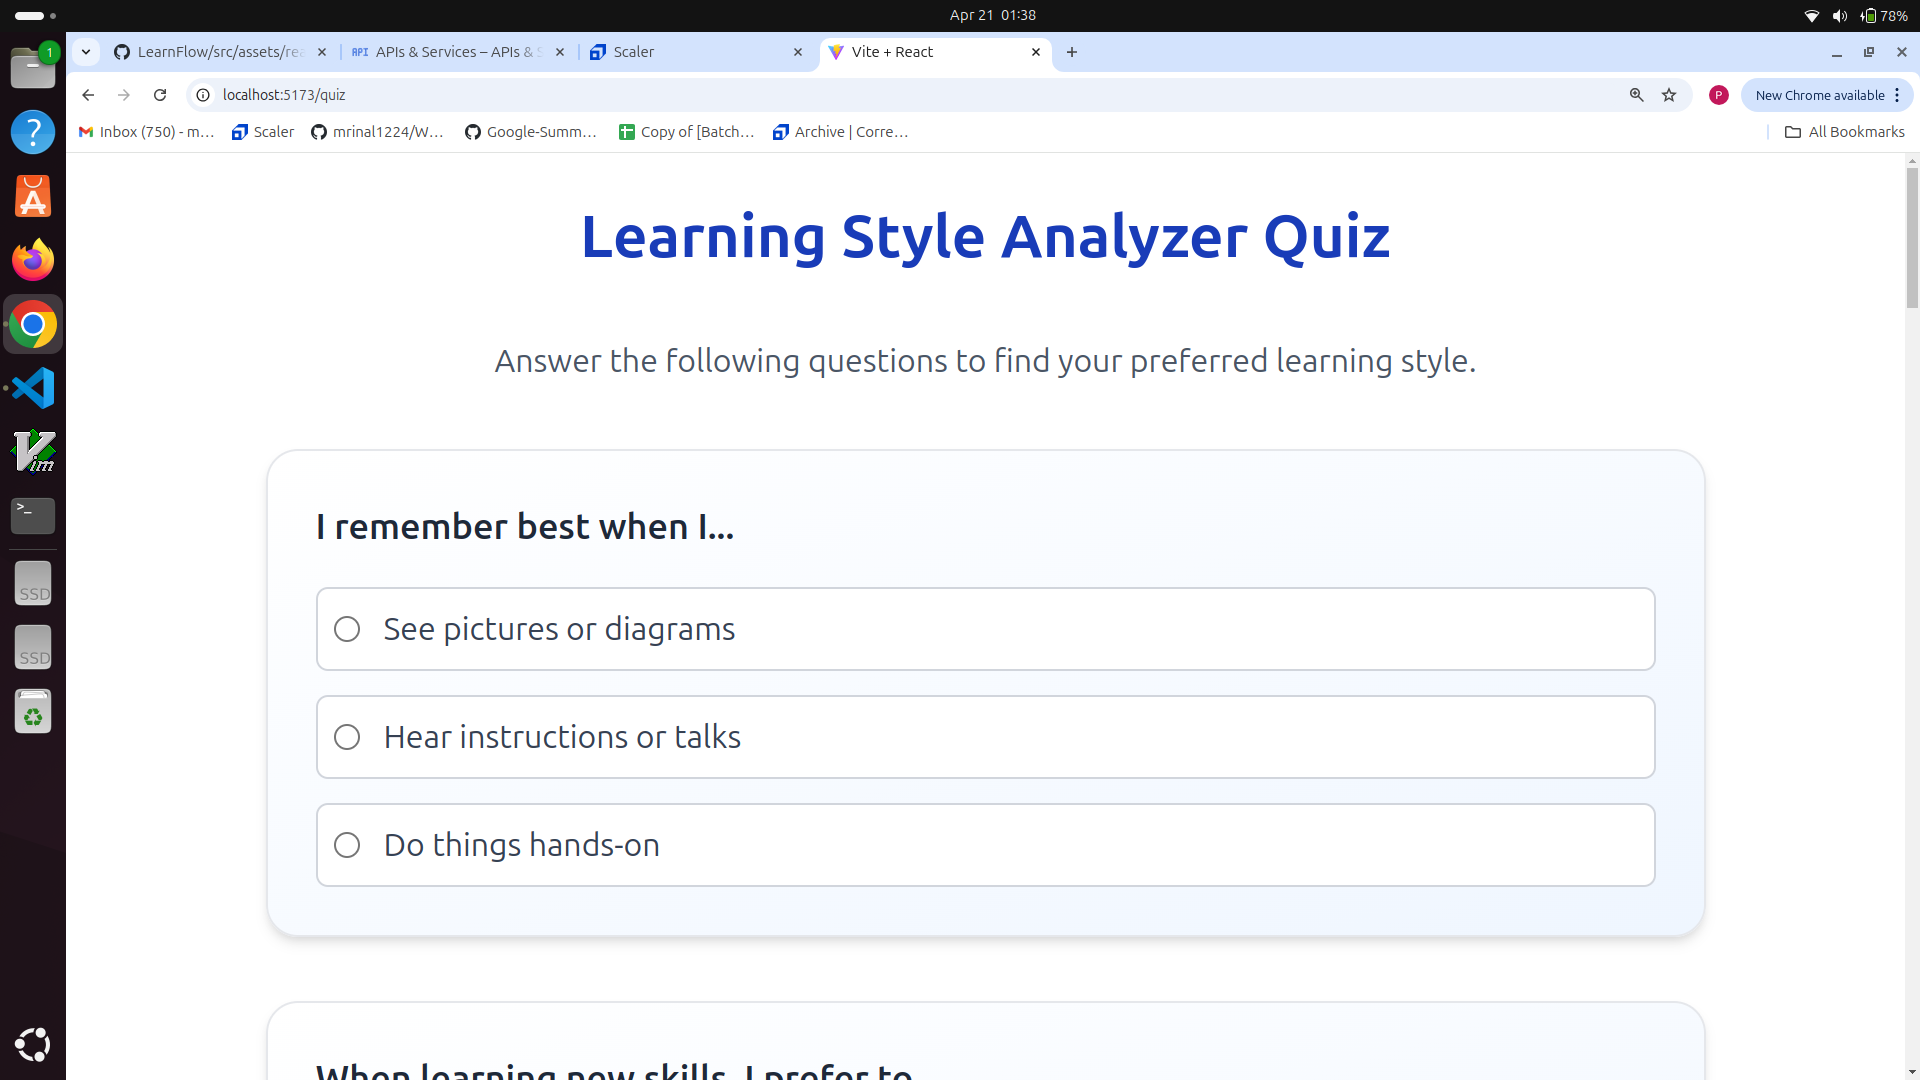 Apr 21 01:38
78%
1
LearnFlow/src/assets/rea
API APIs & Services – APIs & S
Scaler
Vite + React
localhost:5173/quiz
P
New Chrome available
Inbox (750) - m...
Scaler
mrinal1224/W...
Google-Summ...
Copy of [Batch...
Archive | Corre...
All Bookmarks
Learning Style Analyzer Quiz
Answer the following questions to find your preferred learning style.
I remember best when I...
See pictures or diagrams
Hear instructions or talks
Do things hands-on
When learning new skills, I prefer to
?
A
Vim
>_
SSD
SSD